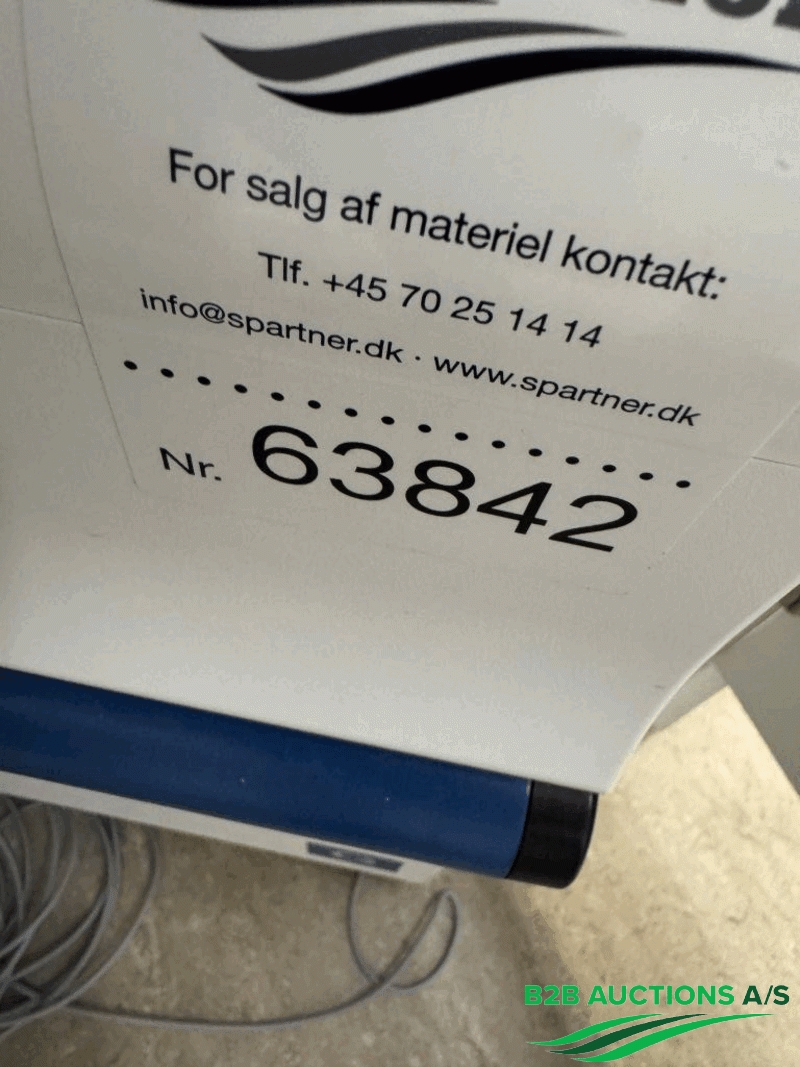 For salg af materiel kontakt:
Tlf. +45 70 25 14 14
info@spartner.dk · www.spartner.dk
Nr. 63842
B2B AUCTIONS A/S